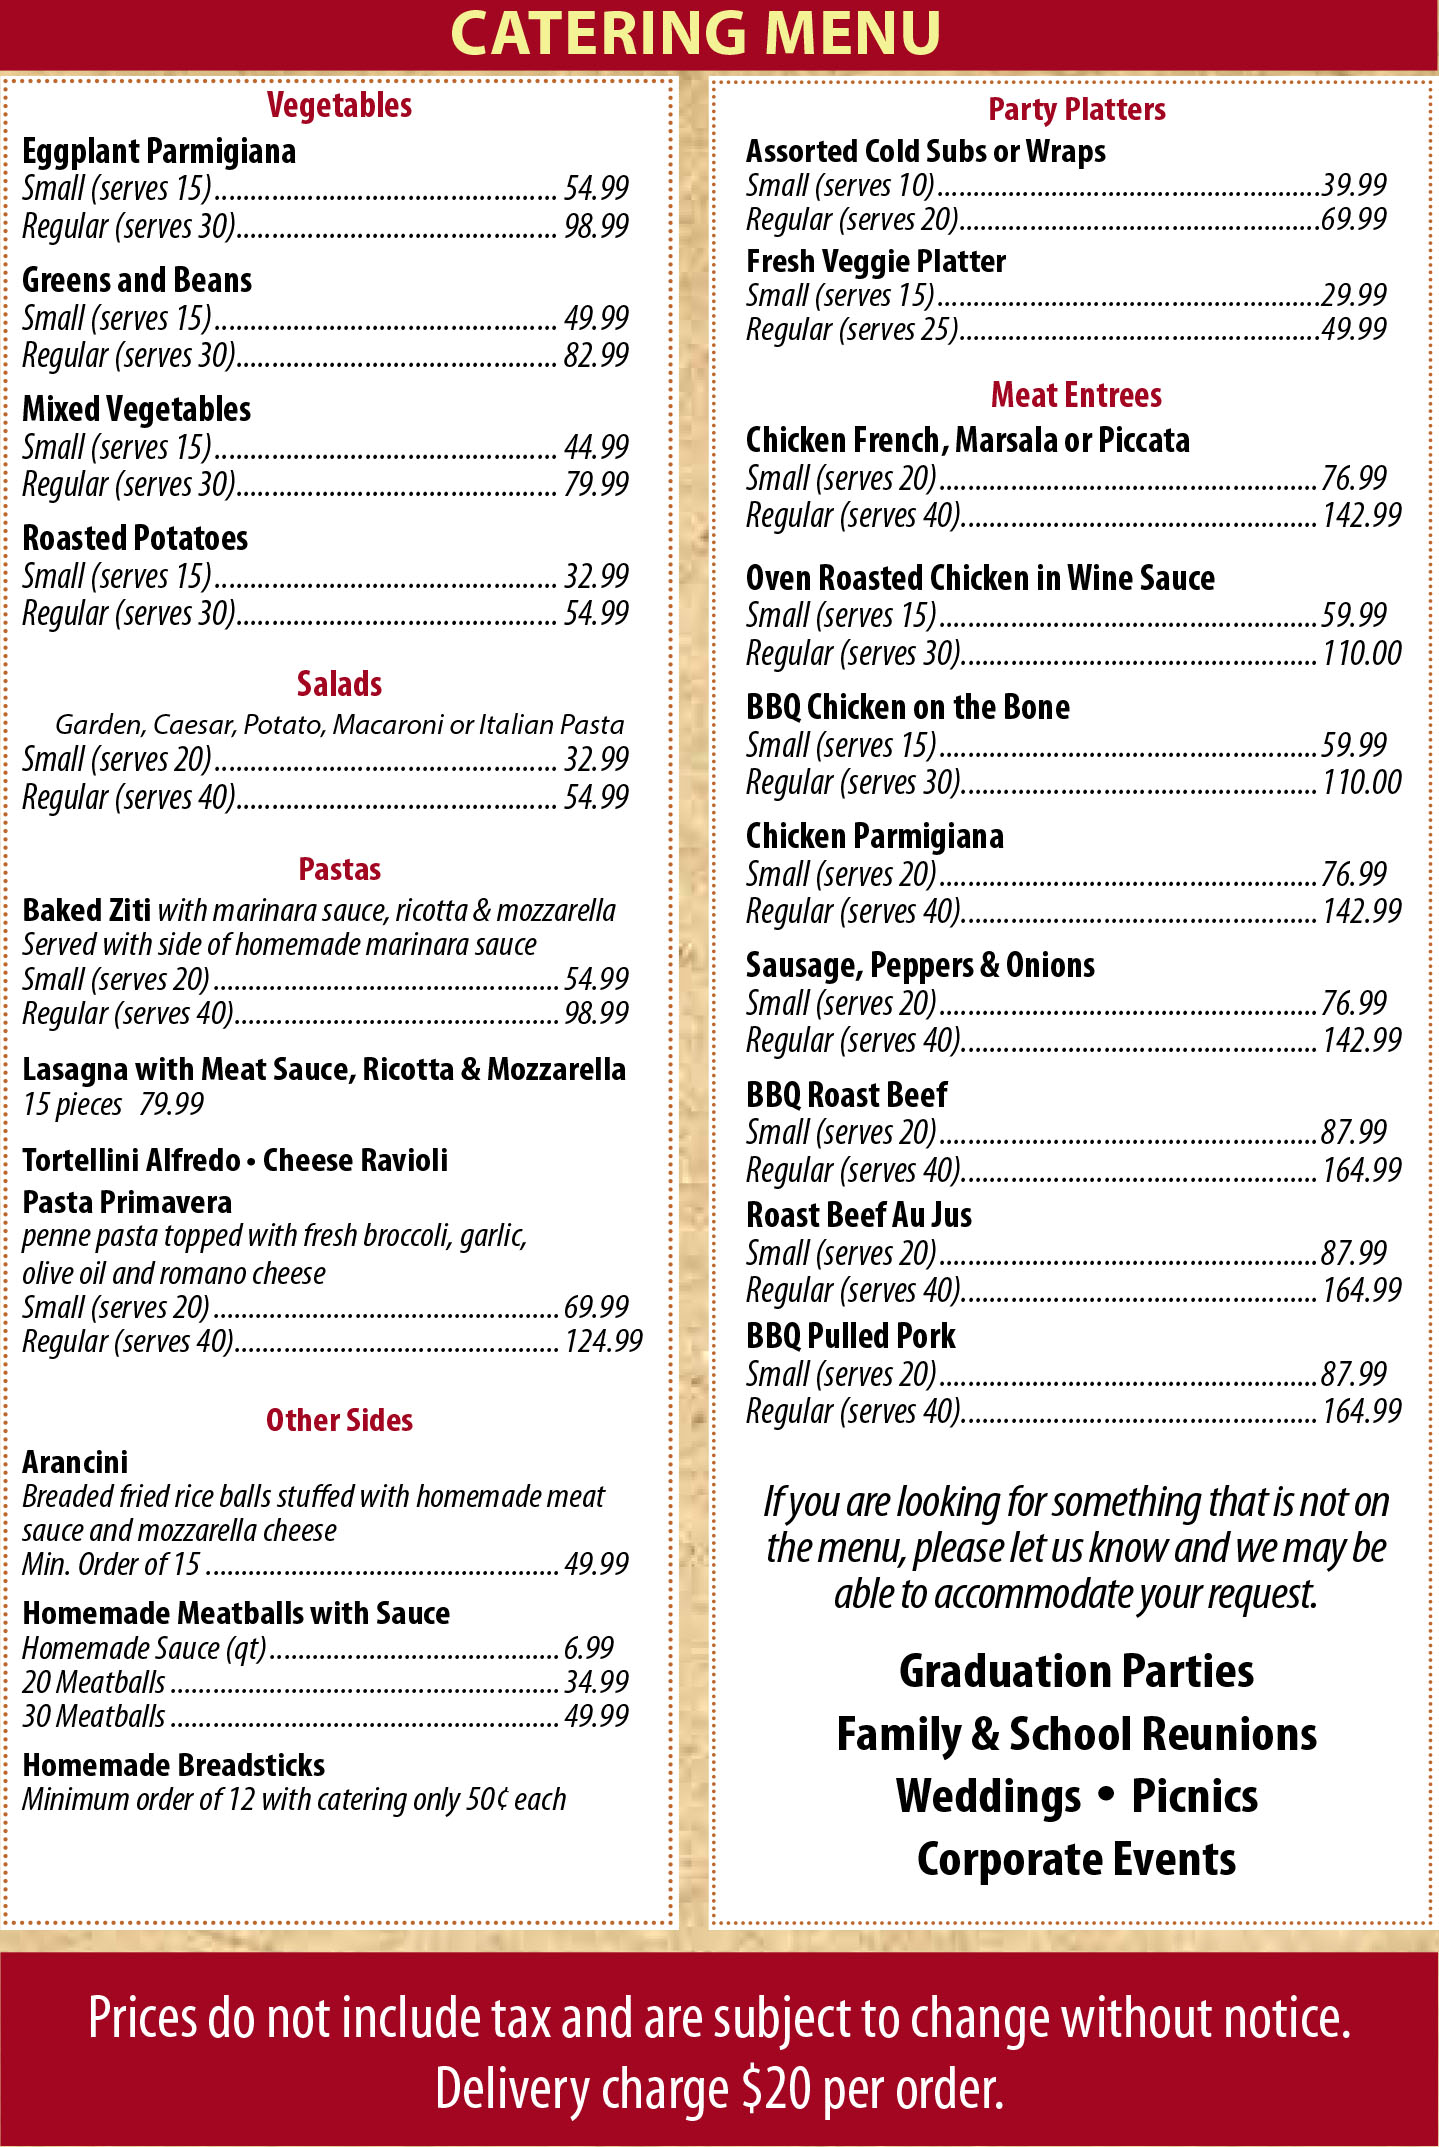 CATERING MENU
Vegetables
Eggplant Parmigiana
Small (serves 15)................................................ 54.99
Regular (serves 30)............................................. 98.99
Greens and Beans
Small (serves 15)................................................ 49.99
Regular (serves 30)............................................. 82.99
Mixed Vegetables
Small (serves 15)................................................ 44.99
Regular (serves 30)............................................. 79.99
Roasted Potatoes
Small (serves 15)................................................ 32.99
Regular (serves 30)............................................. 54.99
Salads
Garden, Caesar, Potato, Macaroni or Italian Pasta
Small (serves 20)................................................ 32.99
Regular (serves 40)............................................. 54.99
Pastas
Baked Ziti with marinara sauce, ricotta & mozzarella
Served with side of homemade marinara sauce
Small (serves 20)................................................ 54.99
Regular (serves 40)............................................. 98.99
Lasagna with Meat Sauce, Ricotta & Mozzarella
15 pieces 79.99
Tortellini Alfredo • Cheese Ravioli
Pasta Primavera
penne pasta topped with fresh broccoli, garlic,
olive oil and romano cheese
Small (serves 20)................................................ 69.99
Regular (serves 40)............................................. 124.99
Other Sides
Arancini
Breaded fried rice balls stuffed with homemade meat
sauce and mozzarella cheese
Min. Order of 15 ................................................. 49.99
Homemade Meatballs with Sauce
Homemade Sauce (qt)........................................ 6.99
20 Meatballs ...................................................... 34.99
30 Meatballs ...................................................... 49.99
Homemade Breadsticks
Minimum order of 12 with catering only 50¢ each
Party Platters
Assorted Cold Subs or Wraps
Small (serves 10).....................................................39.99
Regular (serves 20)..................................................69.99
Fresh Veggie Platter
Small (serves 15).....................................................29.99
Regular (serves 25)..................................................49.99
Meat Entrees
Chicken French, Marsala or Piccata
Small (serves 20)..................................................... 76.99
Regular (serves 40).................................................. 142.99
Oven Roasted Chicken in Wine Sauce
Small (serves 15)..................................................... 59.99
Regular (serves 30).................................................. 110.00
BBQ Chicken on the Bone
Small (serves 15)..................................................... 59.99
Regular (serves 30).................................................. 110.00
Chicken Parmigiana
Small (serves 20)..................................................... 76.99
Regular (serves 40).................................................. 142.99
Sausage, Peppers & Onions
Small (serves 20)..................................................... 76.99
Regular (serves 40).................................................. 142.99
BBQ Roast Beef
Small (serves 20)..................................................... 87.99
Regular (serves 40).................................................. 164.99
Roast Beef Au Jus
Small (serves 20)..................................................... 87.99
Regular (serves 40).................................................. 164.99
BBQ Pulled Pork
Small (serves 20)..................................................... 87.99
Regular (serves 40).................................................. 164.99
If you are looking for something that is not on
the menu, please let us know and we may be
able to accommodate your request.
Graduation Parties
Family & School Reunions
Weddings • Picnics
Corporate Events
Prices do not include tax and are subject to change without notice.
Delivery charge $20 per order.